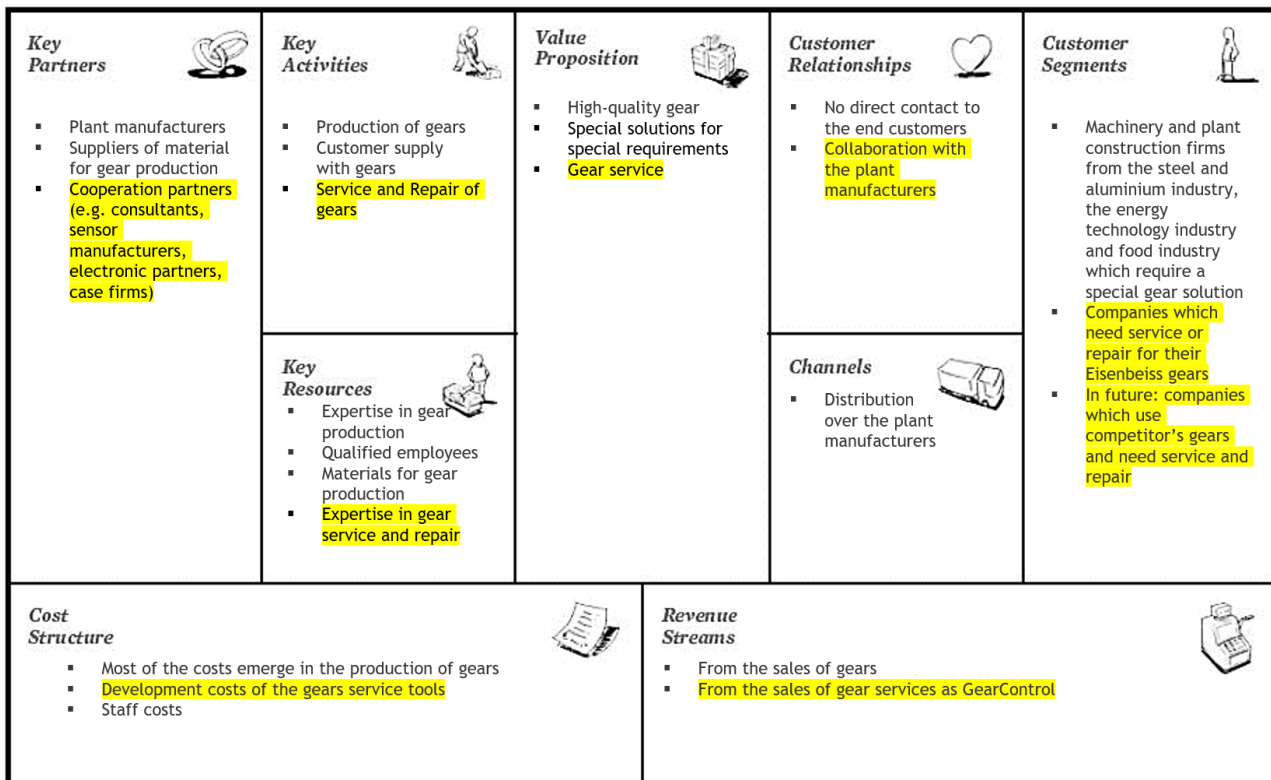 Key
Partners
▪ Plant manufacturers
▪ Suppliers of material
for gear production
▪ Cooperation partners
(e.g. consultants,
sensor
manufacturers,
electronic partners,
case firms)
Key
Activities
▪ Production of gears
▪ Customer supply
with gears
▪ Service and Repair of
gears
Key
Resources
▪ Expertise in gear
production
▪ Qualified employees
▪ Materials for gear
production
▪ Expertise in gear
service and repair
Value
Proposition
▪ High-quality gear
▪ Special solutions for
special requirements
▪ Gear service
Customer
Relationships
▪ No direct contact to
the end customers
▪ Collaboration with
the plant
manufacturers
Channels
▪ Distribution
over the plant
manufacturers
Customer
Segments
▪ Machinery and plant
construction firms
from the steel and
aluminium industry,
the energy
technology industry
and food industry
which require a
special gear solution
▪ Companies which
need service or
repair for their
Eisenbeiss gears
▪ In future: companies
which use
competitor's gears
and need service and
repair
Cost
Structure
▪ Most of the costs emerge in the production of gears
▪ Development costs of the gears service tools
▪ Staff costs
Revenue
Streams
▪ From the sales of gears
▪ From the sales of gear services as GearControl